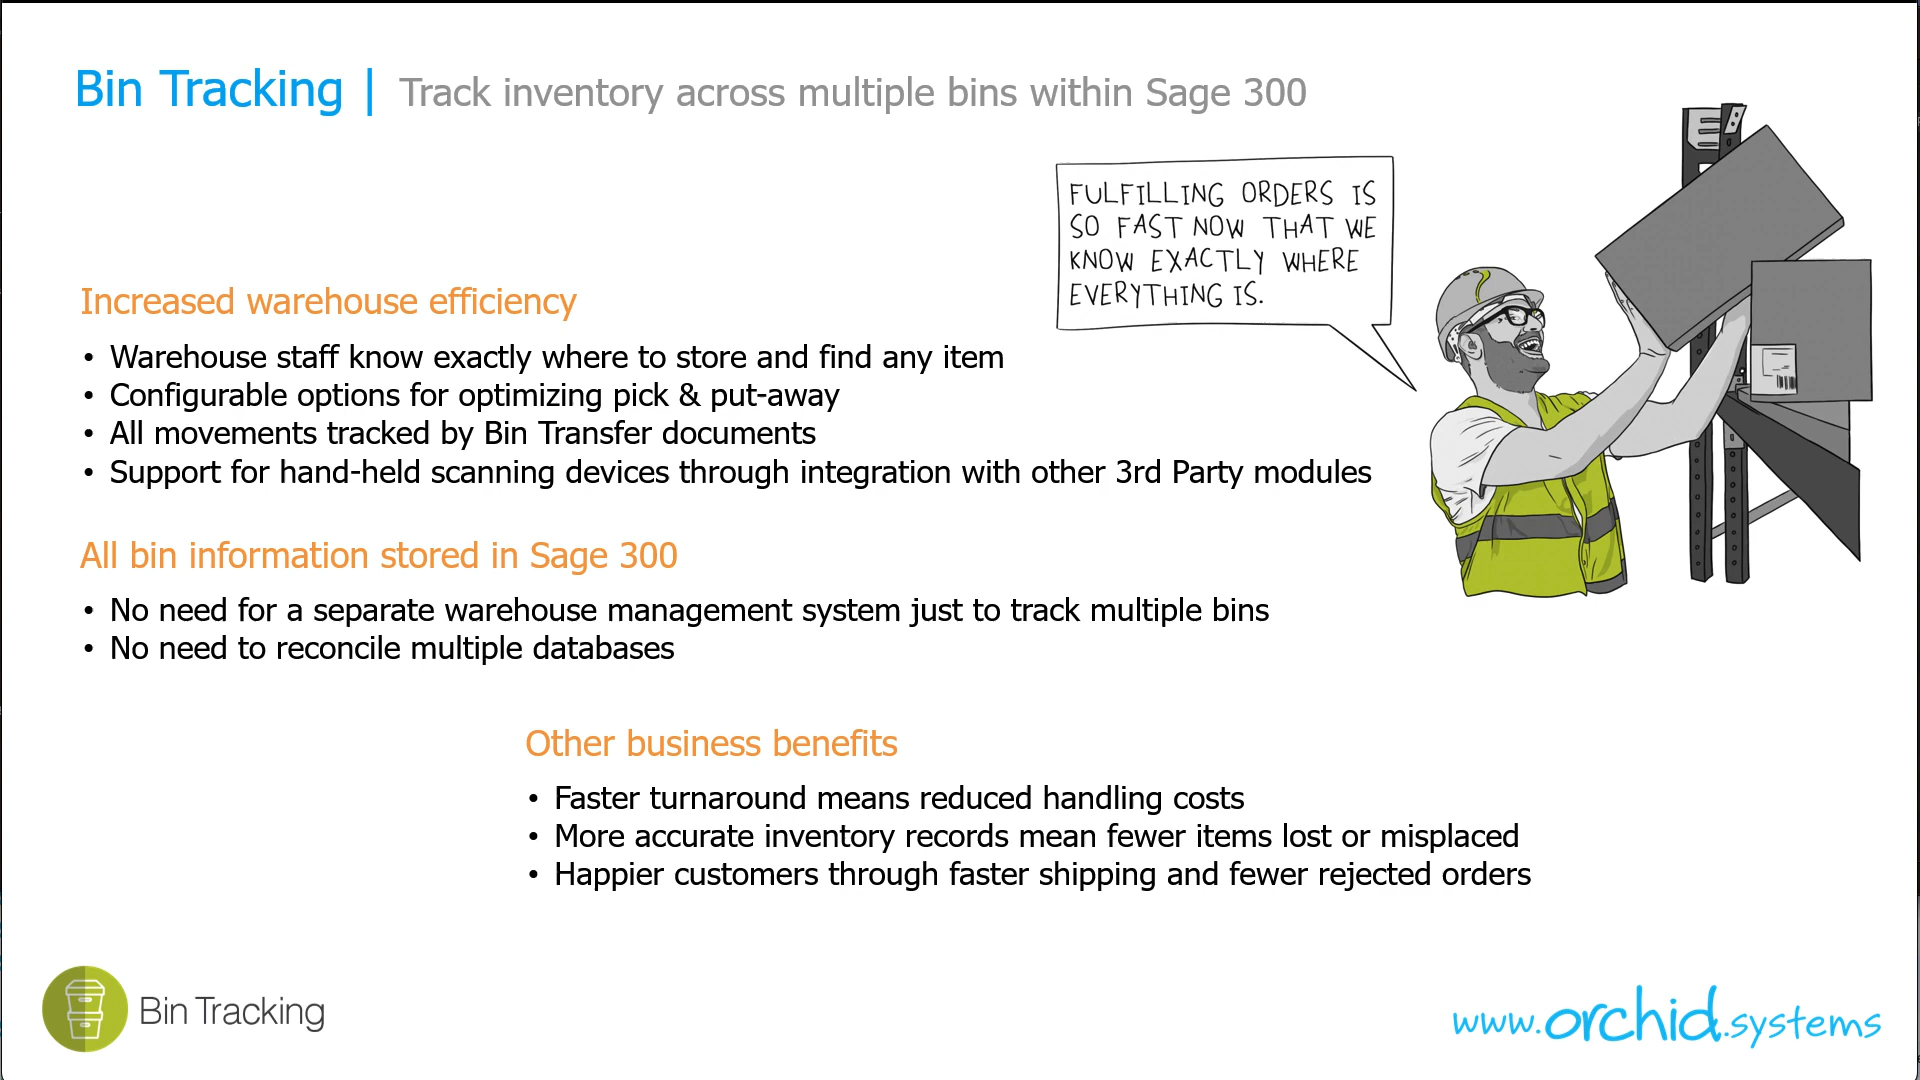 Bin Tracking | Track inventory across multiple bins within Sage 300
FULFILLING ORDERS IS
SO FAST NOW THAT WE
KNOW EXACTLY WHERE
EVERYTHING IS.
Increased warehouse efficiency
• Warehouse staff know exactly where to store and find any item
• Configurable options for optimizing pick & put-away
• All movements tracked by Bin Transfer documents
• Support for hand-held scanning devices through integration with other 3rd Party modules
All bin information stored in Sage 300
• No need for a separate warehouse management system just to track multiple bins
• No need to reconcile multiple databases
Other business benefits
• Faster turnaround means reduced handling costs
• More accurate inventory records mean fewer items lost or misplaced
• Happier customers through faster shipping and fewer rejected orders
Bin Tracking
www.orchid.systems